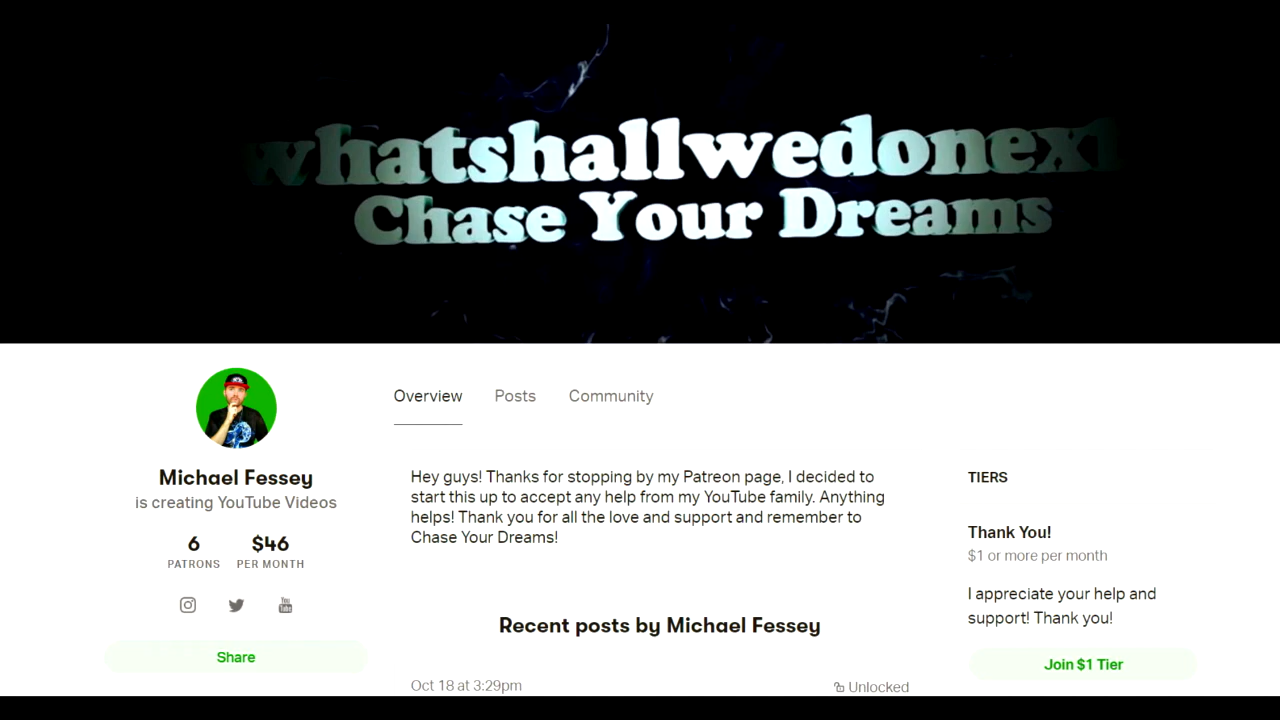 whatshallwedonext
Chase Your Dreams
Michael Fessey
is creating YouTube Videos
6
$46
PATRONS
PER MONTH
Share
Overview
Posts
Community
Hey guys! Thanks for stopping by my Patreon page, I decided to
start this up to accept any help from my YouTube family. Anything
helps! Thank you for all the love and support and remember to
Chase Your Dreams!
Recent posts by Michael Fessey
Oct 18 at 3:29pm
Unlocked
TIERS
Thank You!
$1 or more per month
I appreciate your help and
support! Thank you!
Join $1 Tier